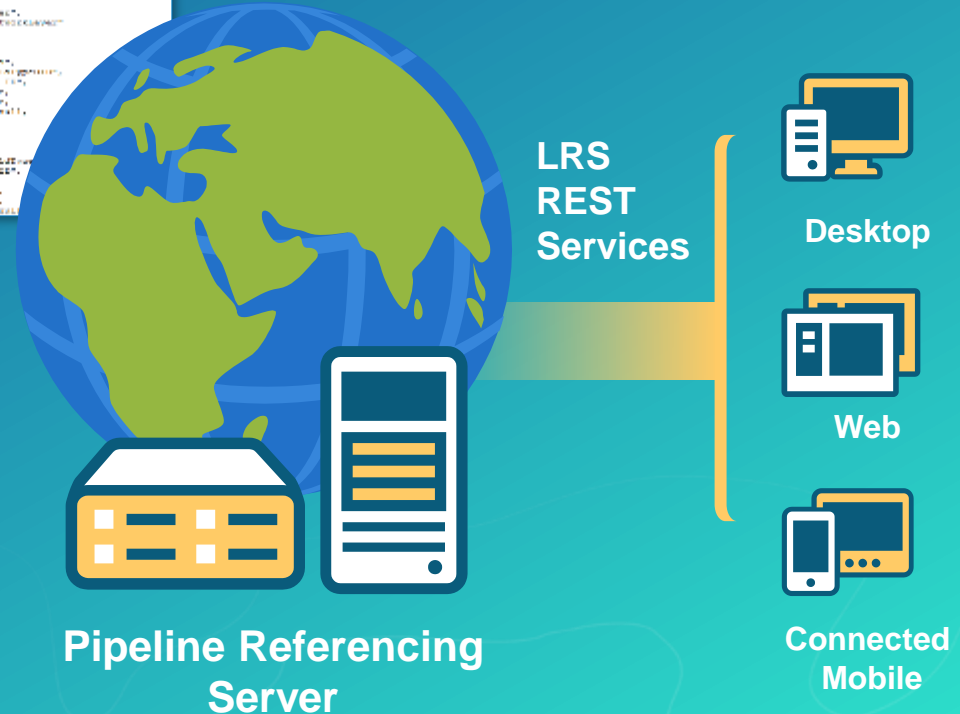 LRS
REST
Services
Desktop
Web
Connected
Mobile
Pipeline Referencing
Server